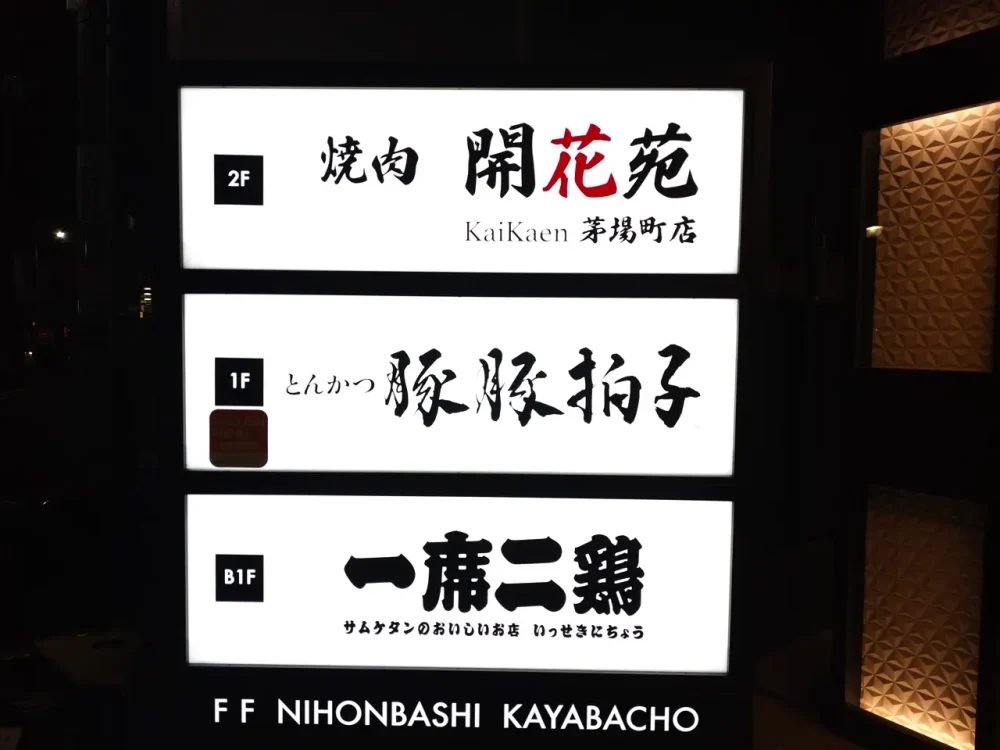 2F 焼肉 開花苑
KaiKaen 茅場町店
1F とんかつ 豚豚拍子
B1F 一席二鶏
サムゲタンのおいしいお店 いっせきにちょう
FF NIHONBASHI KAYABACHO